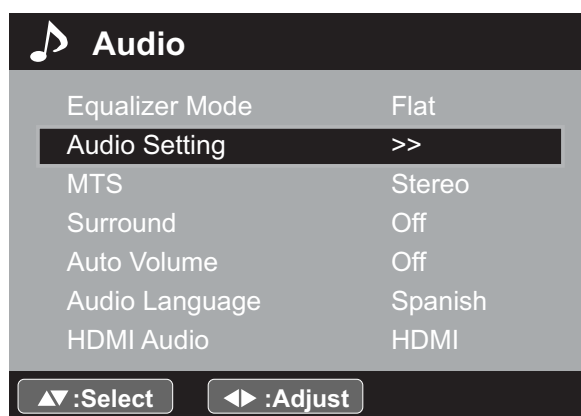 Audio
Equalizer Mode Flat
Audio Setting >>
MTS Stereo
Surround Off
Auto Volume Off
Audio Language Spanish
HDMI Audio HDMI
▲▼ :Select ◀▶ :Adjust